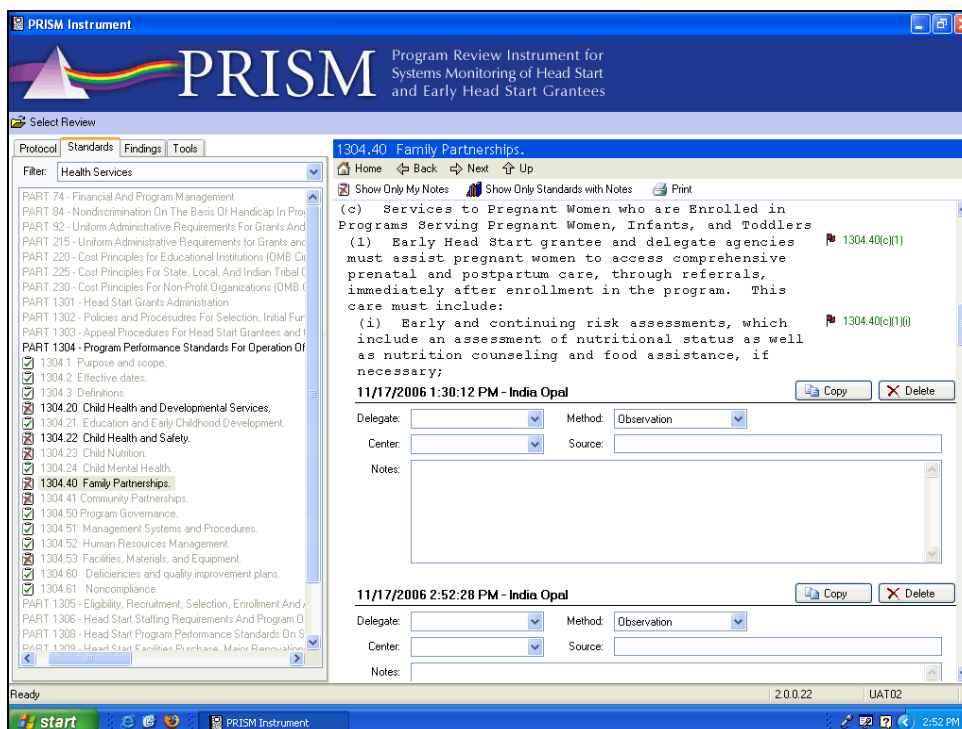 PRISM Instrument
PRISM
Program Review Instrument for
Systems Monitoring of Head Start
and Early Head Start Grantees
Select Review
Protocol Standards Findings Tools
Filter: Health Services
PART 74 - Financial And Program Management
PART 84 - Nondiscrimination On The Basis Of Handicap In Pro
PART 92 - Uniform Administrative Requirements For Grants And
PART 215 - Uniform Administrative Requirements for Grants and
PART 220 - Cost Principles for Educational Institutions (OMB Ci
PART 225 - Cost Principles For State, Local, And Indian Tribal
PART 230 - Cost Principles For Non-Profit Organizations (OMB
PART 1301 - Head Start Grants Administration
PART 1302 - Policies and Procesudres For Selection, Initial Fun
PART 1303 - Appeal Procedures For Head Start Grantees and
PART 1304 - Program Performance Standards For Operation Of
1304.1 Purpose and scope.
1304.2 Effective dates.
1304.3 Definitions.
1304.20 Child Health and Developmental Services.
1304.21 Education and Early Childhood Development.
1304.22 Child Health and Safety.
1304.23 Child Nutrition.
1304.24 Child Mental Health.
1304.40 Family Partnerships.
1304.41 Community Partnerships.
1304.50 Program Governance.
1304.51 Management Systems and Procedures.
1304.52 Human Resources Management.
1304.53 Facilities, Materials, and Equipment.
1304.60 Deficiencies and quality improvement plans.
1304.61 Noncompliance.
PART 1305 - Eligibility, Recruitment, Selection, Enrollment And
PART 1306 - Head Start Staffing Requirements And Program O
PART 1308 - Head Start Program Performance Standards On S
PART 1309 - Head Start Facilities Purchase, Major Renovation
1304.40 Family Partnerships.
Home Back Next Up
Show Only My Notes Show Only Standards with Notes Print
(c) Services to Pregnant Women who are Enrolled in
Programs Serving Pregnant Women, Infants, and Toddlers
(1) Early Head Start grantee and delegate agencies 1304.40(c)(1)
must assist pregnant women to access comprehensive
prenatal and postpartum care, through referrals,
immediately after enrollment in the program. This
care must include:
(i) Early and continuing risk assessments, which 1304.40(c)(1)(i)
include an assessment of nutritional status as well
as nutrition counseling and food assistance, if
necessary;
11/17/2006 1:30:12 PM - India Opal Copy Delete
Delegate: Method: Observation
Center: Source:
Notes:
11/17/2006 2:52:28 PM - India Opal Copy Delete
Delegate: Method: Observation
Center: Source:
Notes:
Ready 2.0.0.22 UAT02
start PRISM Instrument 2:52 PM